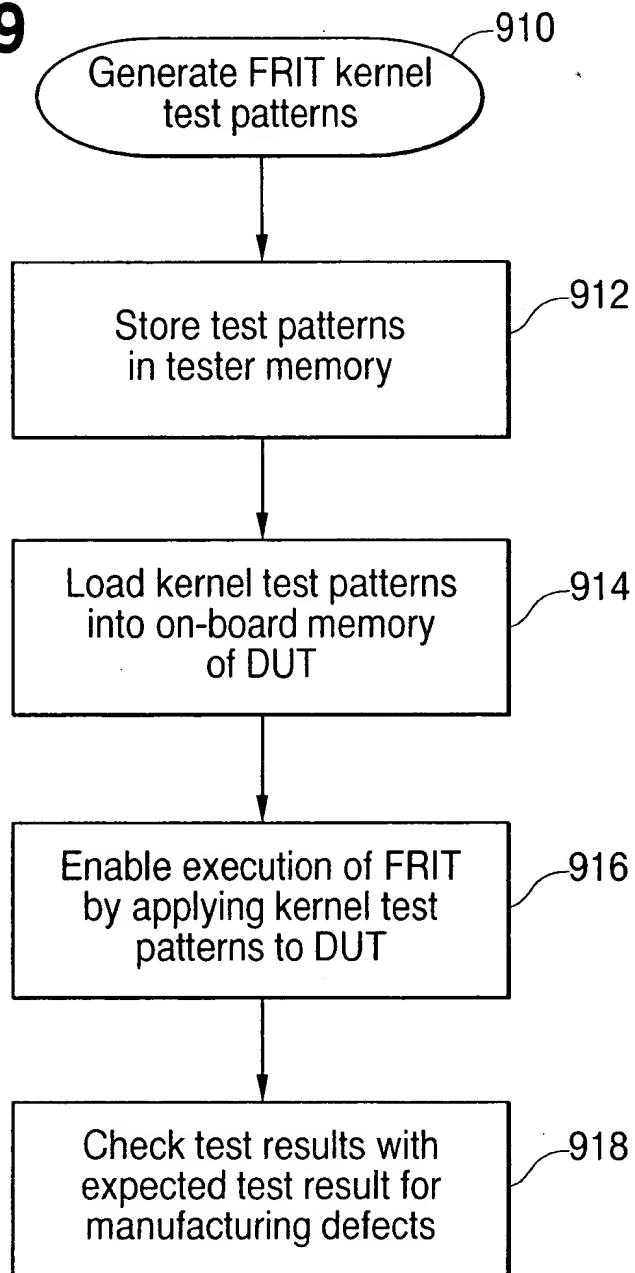 9
910
Generate FRIT kernel
test patterns
912
Store test patterns
in tester memory
914
Load kernel test patterns
into on-board memory
of DUT
916
Enable execution of FRIT
by applying kernel test
patterns to DUT
918
Check test results with
expected test result for
manufacturing defects